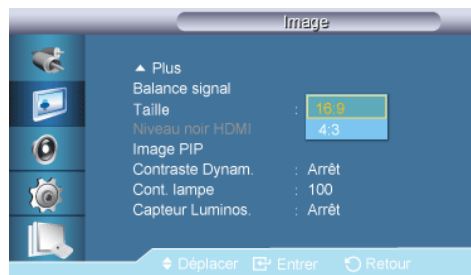 Image
▲ Plus
Balance signal
Taille : 16:9
4:3
Niveau noir HDMI
Image PIP
Contraste Dynam. : Arrêt
Cont. lampe : 100
Capteur Luminos. : Arrêt
Déplacer Entrer Retour